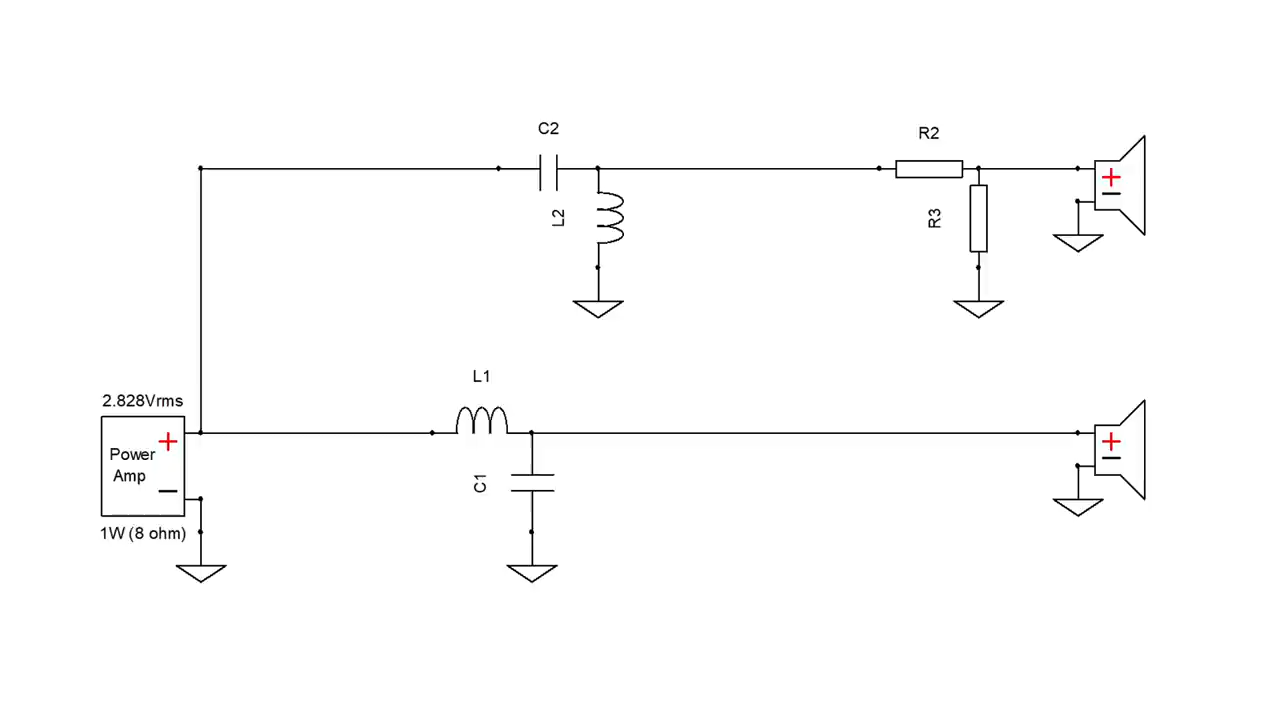 C2
R2
+
−
L2
R3
L1
2.828Vrms
+
Power
Amp
−
C1
+
−
1W (8 ohm)